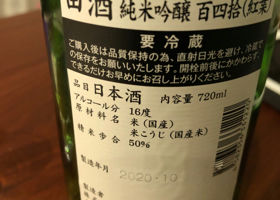 田酒 純米吟醸 百四拾(紅葉)
要冷蔵
ご購入後は品質保持の為、直射日光を避け、冷蔵
での保存をお願いいたします。開栓前後にかかわらず、
できるだけお早めにお召し上がりください。
品目 日本酒 内容量 720ml
アルコール分 16度
原材料名 米(国産)
米こうじ(国産米)
精米歩合 50%
製造年月 2020.10
製造者